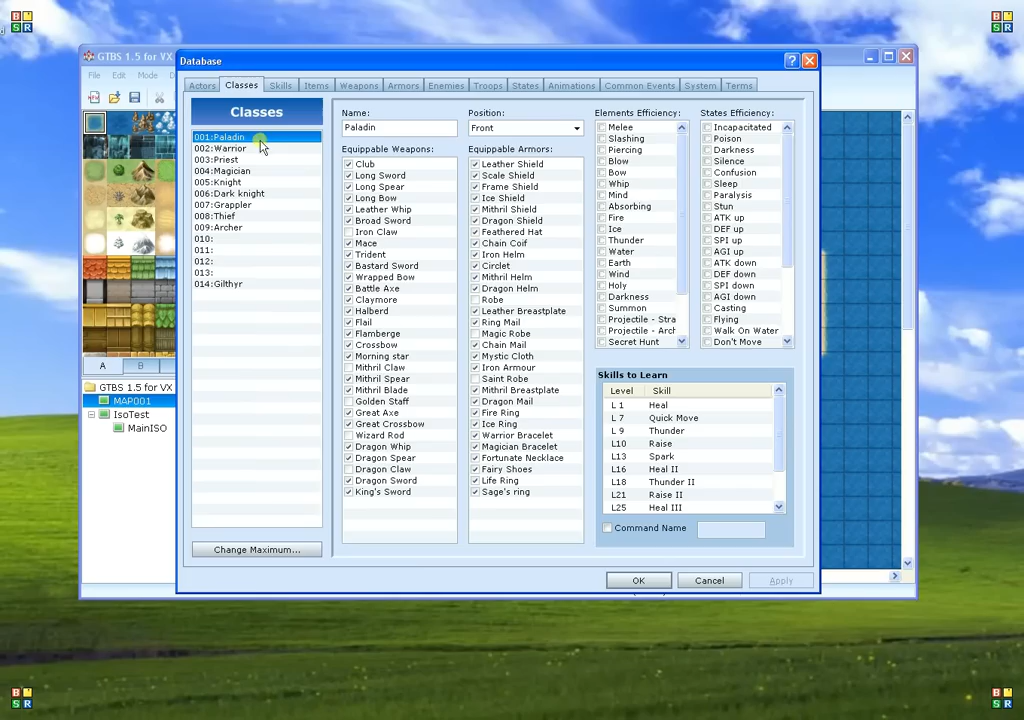 B
S R
B
S R
GTBS 1.5 for VX
File Edit Mode D
Database
Actors Classes Skills Items Weapons Armors Enemies Troops States Animations Common Events System Terms
Classes
001:Paladin
002:Warrior
003:Priest
004:Magician
005:Knight
006:Dark knight
007:Grappler
008:Thief
009:Archer
010:
011:
012:
013:
014:Gilthyr
Change Maximum...
Name:
Paladin
Position:
Front
Equippable Weapons:
Club
Long Sword
Long Spear
Long Bow
Leather Whip
Broad Sword
Iron Claw
Mace
Trident
Bastard Sword
Wrapped Bow
Battle Axe
Claymore
Halberd
Flail
Flamberge
Crossbow
Morning star
Mithril Claw
Mithril Spear
Mithril Blade
Golden Staff
Great Axe
Great Crossbow
Wizard Rod
Dragon Whip
Dragon Spear
Dragon Claw
Dragon Sword
King's Sword
Equippable Armors:
Leather Shield
Scale Shield
Frame Shield
Ice Shield
Mithril Shield
Dragon Shield
Feathered Hat
Chain Coif
Iron Helm
Circlet
Mithril Helm
Dragon Helm
Robe
Leather Breastplate
Ring Mail
Magic Robe
Chain Mail
Mystic Cloth
Iron Armour
Saint Robe
Mithril Breastplate
Dragon Mail
Fire Ring
Ice Ring
Warrior Bracelet
Magician Bracelet
Fortunate Necklace
Fairy Shoes
Life Ring
Sage's ring
Elements Efficiency:
Melee
Slashing
Piercing
Blow
Bow
Whip
Mind
Absorbing
Fire
Ice
Thunder
Water
Earth
Wind
Holy
Darkness
Summon
Projectile - Stra
Projectile - Arch
Secret Hunt
States Efficiency:
Incapacitated
Poison
Darkness
Silence
Confusion
Sleep
Paralysis
Stun
ATK up
DEF up
SPI up
AGI up
ATK down
DEF down
SPI down
AGI down
Casting
Flying
Walk On Water
Don't Move
Skills to Learn
Level Skill
L 1 Heal
L 7 Quick Move
L 9 Thunder
L10 Raise
L13 Spark
L16 Heal II
L18 Thunder II
L21 Raise II
L25 Heal III
Command Name
OK Cancel Apply
A B
GTBS 1.5 for VX
MAP001
IsoTest
MainISO
B
S R
B
S R